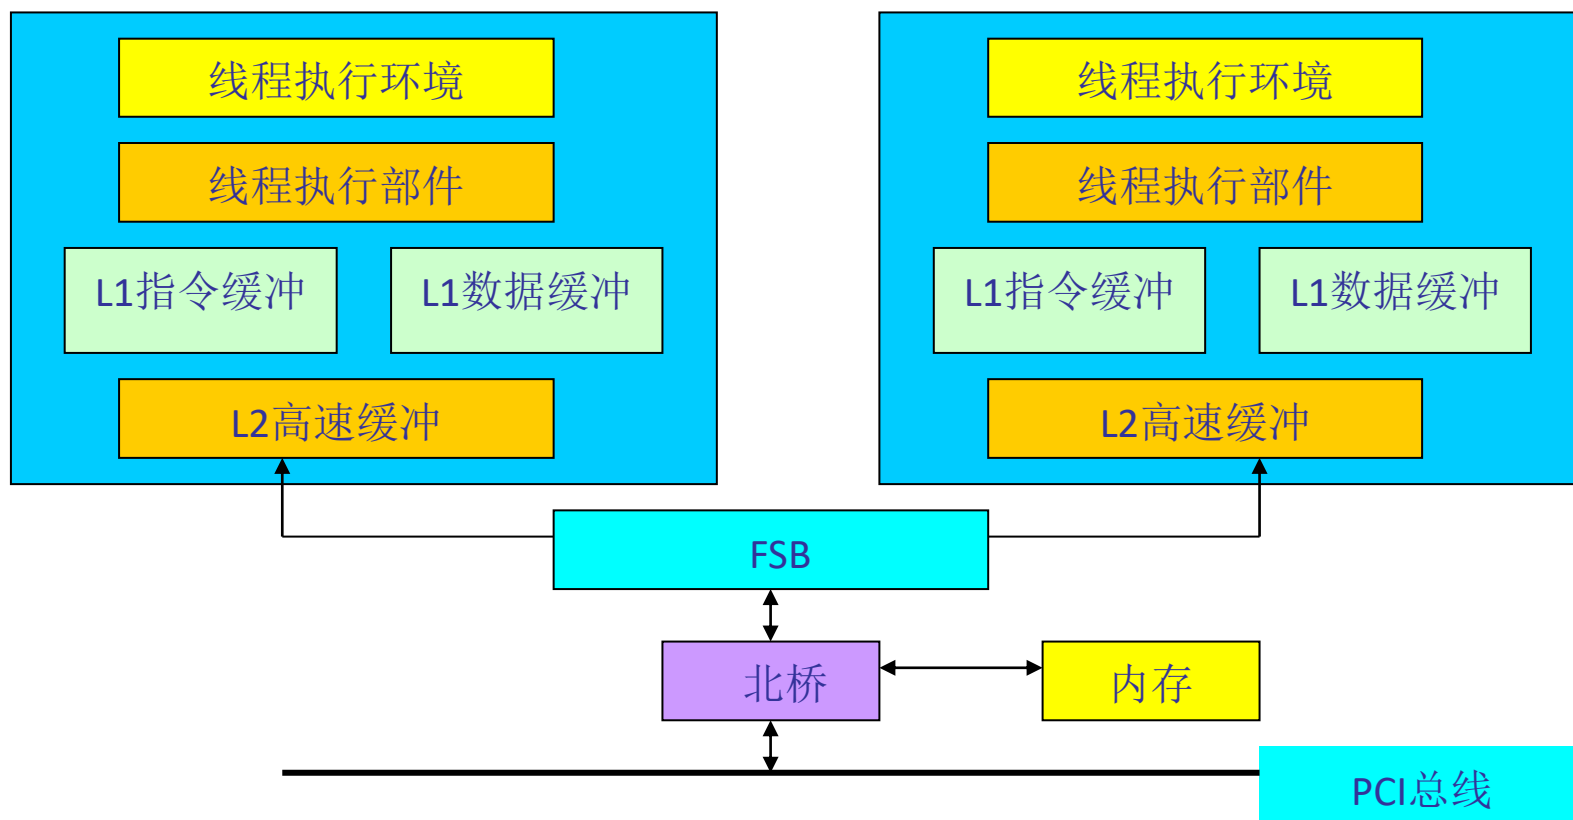 线程执行环境
线程执行环境
线程执行部件
线程执行部件
L1指令缓冲
L1数据缓冲
L1指令缓冲
L1数据缓冲
L2高速缓冲
L2高速缓冲
FSB
北桥
内存
PCI总线